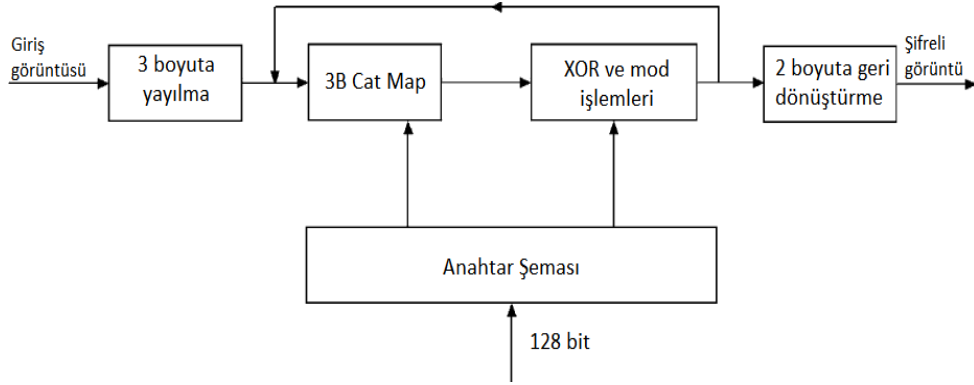 Giriş
görüntüsü
3 boyuta
yayılma
3B Cat Map
XOR ve mod
işlemleri
2 boyuta geri
dönüştürme
Şifreli
görüntü
Anahtar Şeması
128 bit